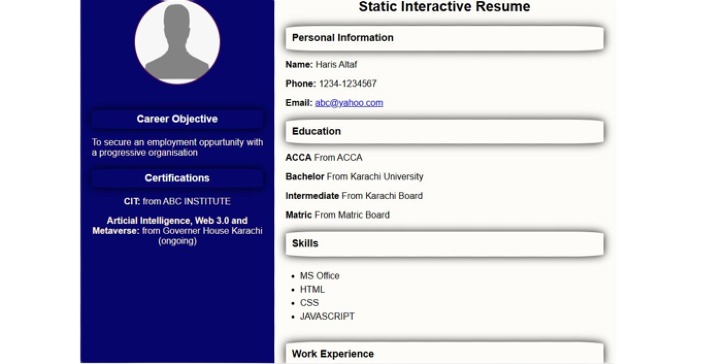 Static Interactive Resume
Career Objective
To secure an employment oppurtunity with
a progressive organisation
Certifications
CIT: from ABC INSTITUTE
Articial Intelligence, Web 3.0 and
Metaverse: from Governer House Karachi
(ongoing)
Personal Information
Name: Haris Altaf
Phone: 1234-1234567
Email: abc@yahoo.com
Education
ACCA From ACCA
Bachelor From Karachi University
Intermediate From Karachi Board
Matric From Matric Board
Skills
MS Office
HTML
CSS
JAVASCRIPT
Work Experience